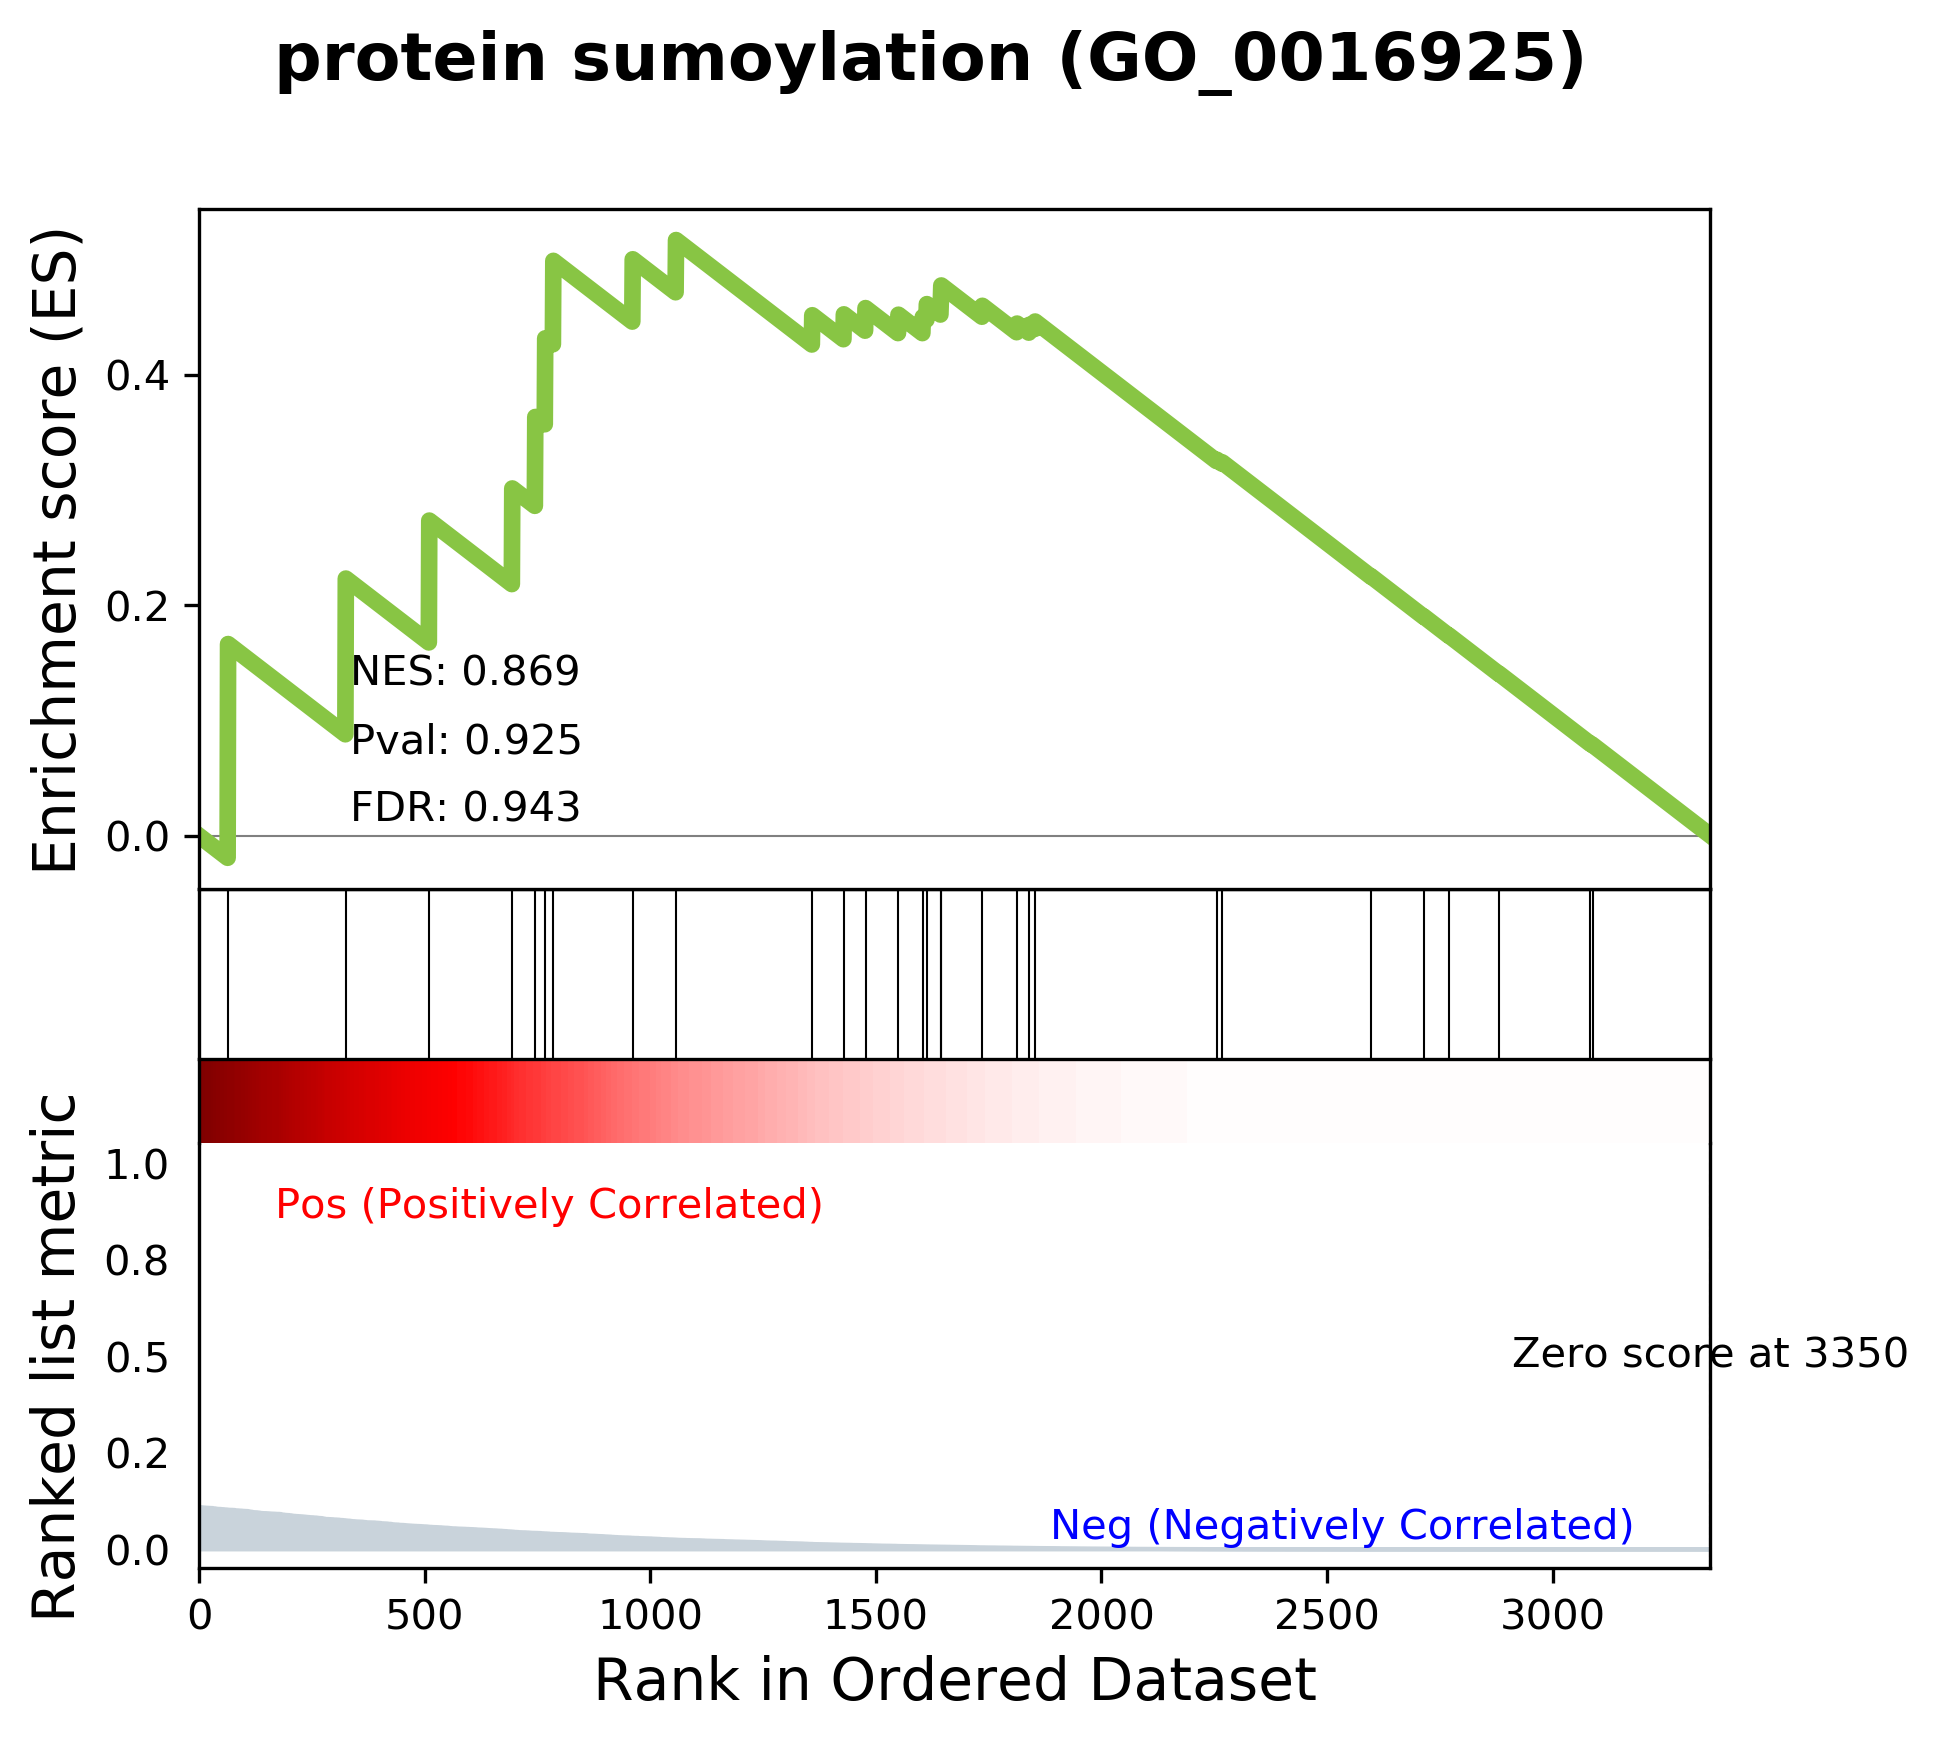 protein sumoylation (GO_0016925)
Enrichment score (ES)
0.4
0.2
0.0
NES: 0.869
Pval: 0.925
FDR: 0.943
Ranked list metric
1.0
0.8
0.5
0.2
0.0
Pos (Positively Correlated)
Zero score at 3350
Neg (Negatively Correlated)
0 500 1000 1500 2000 2500 3000
Rank in Ordered Dataset